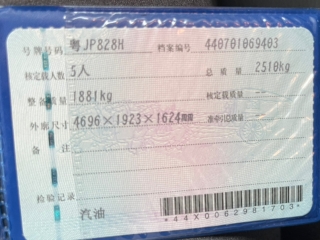 号牌号码 粤JP828H 档案编号 440701069403
核定载人数 5人 总质量 2510kg
整备质量 1881kg 核定载质量 --
外廓尺寸 4696×1923×1624mm 准牵引总质量 --
备注
检验记录
汽油
*44X0062981703*